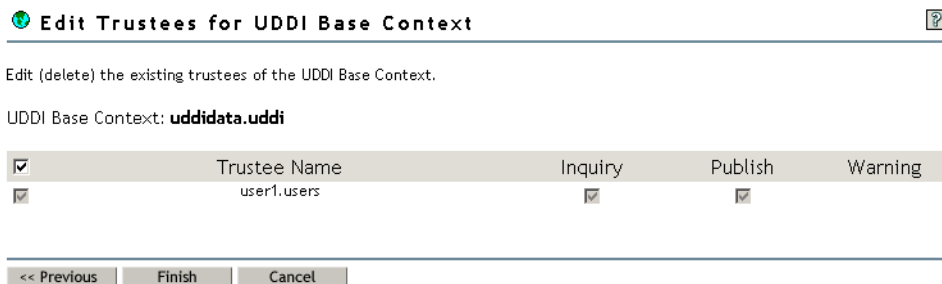 Edit Trustees for UDDI Base Context
?
Edit (delete) the existing trustees of the UDDI Base Context.
UDDI Base Context: uddidata.uddi
Trustee Name Inquiry Publish Warning
user1.users
<< Previous Finish Cancel